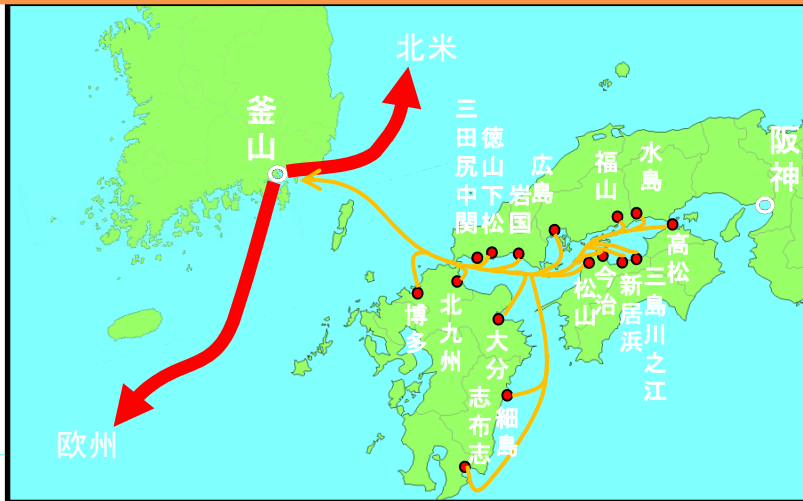 北米
釜山
三田尻中関
徳山下松
岩国
広島
福山
水島
阪神
高松
松山
今治
新居浜
三島川之江
博多
北九州
大分
細島
志布志
欧州